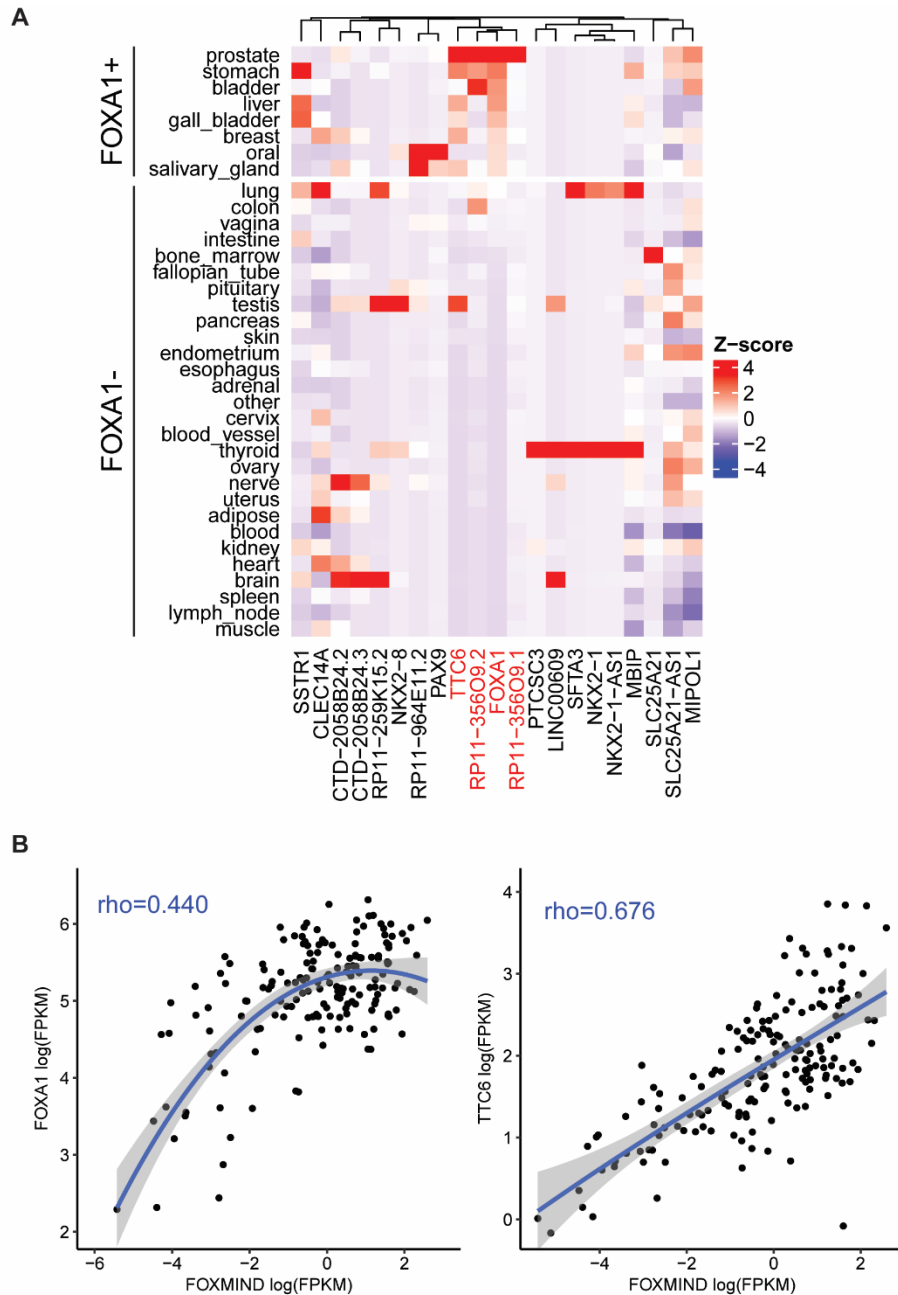 A
FOXA1+
prostate
stomach
bladder
liver
gall_bladder
breast
oral
salivary_gland
FOXA1-
lung
colon
vagina
intestine
bone_marrow
fallopian_tube
pituitary
testis
pancreas
skin
endometrium
esophagus
adrenal
other
cervix
blood_vessel
thyroid
ovary
nerve
uterus
adipose
blood
kidney
heart
brain
spleen
lymph_node
muscle
Z−score
4
2
0
−2
−4
SSTR1
CLEC14A
CTD-2058B24.2
CTD-2058B24.3
RP11-259K15.2
NKX2-8
RP11-964E11.2
PAX9
TTC6
RP11-356O9.2
FOXA1
RP11-356O9.1
PTCSC3
LINC00609
SFTA3
NKX2-1
NKX2-1-AS1
MBIP
SLC25A21
SLC25A21-AS1
MIPOL1
B
rho=0.440
FOXA1 log(FPKM)
6
5
4
3
2
−6 −4 −2 0 2
FOXMIND log(FPKM)
rho=0.676
TTC6 log(FPKM)
4
3
2
1
0
−4 −2 0 2
FOXMIND log(FPKM)